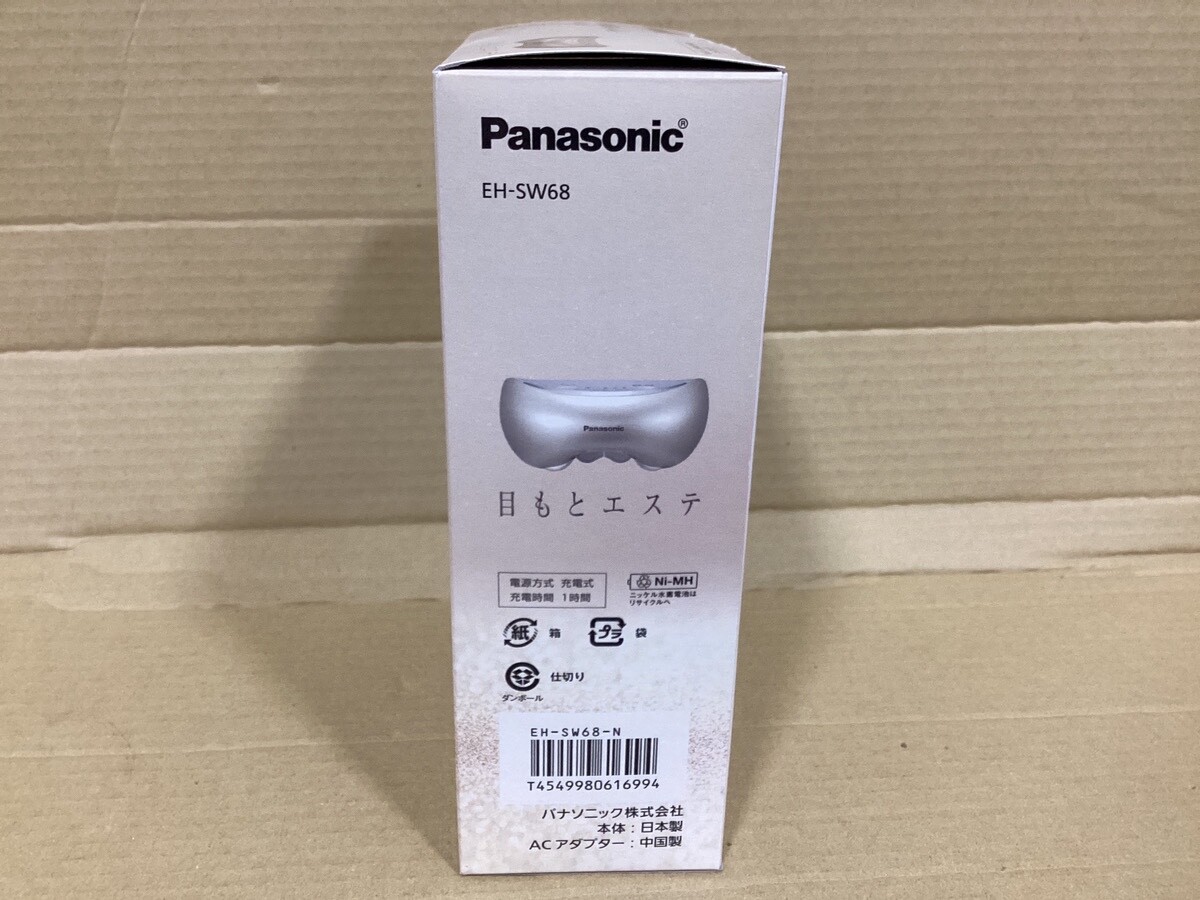 Panasonic®
EH-SW68
Panasonic
目もとエステ
電源方式 充電式
充電時間 1時間
Ni-MH
ニッケル水素電池は
リサイクルへ
紙 箱
プラ 袋
仕切り
ダンボール
EH-SW68-N
T4549980616994
パナソニック株式会社
本体：日本製
ACアダプター：中国製